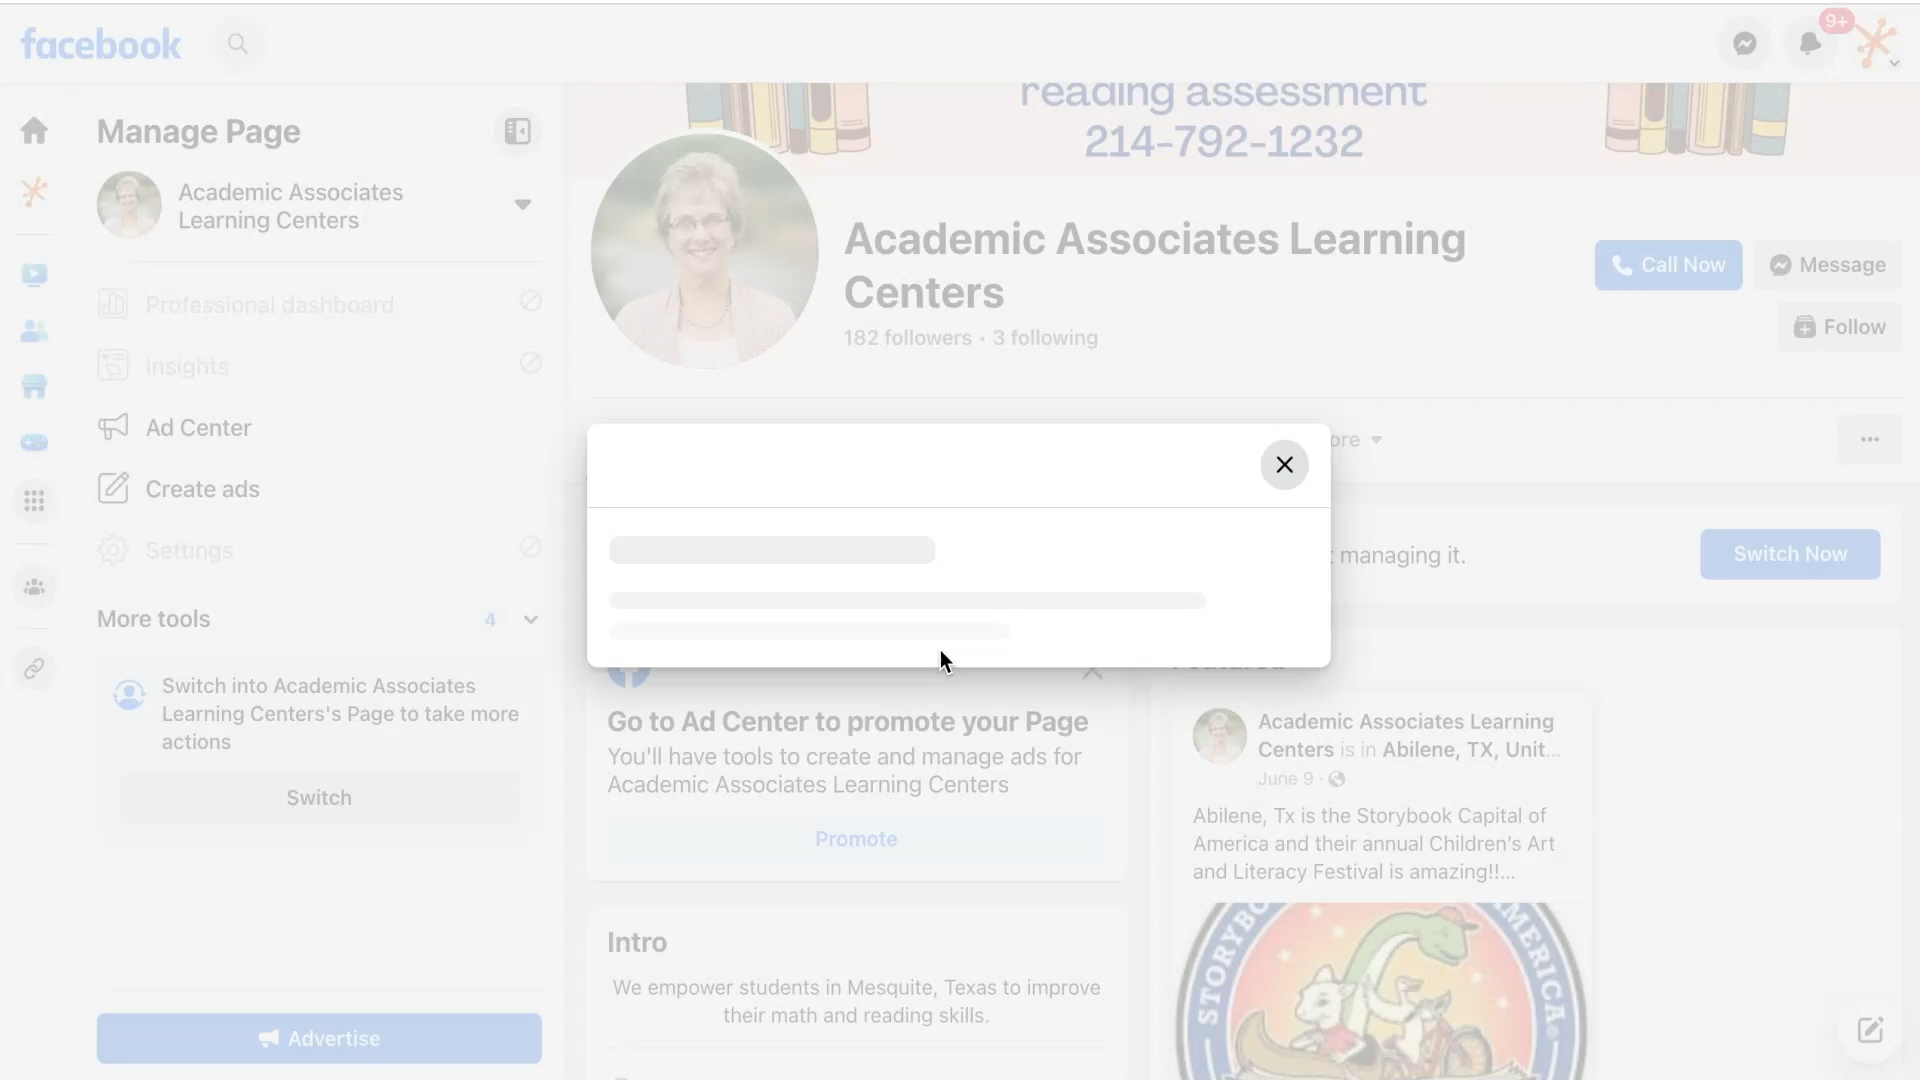 facebook
9+
Manage Page
Academic Associates
Learning Centers
Professional dashboard
Insights
Ad Center
Create ads
Settings
More tools
4
Switch into Academic Associates
Learning Centers's Page to take more
actions
Switch
Advertise
reading assessment
214-792-1232
Academic Associates Learning
Centers
182 followers • 3 following
Call Now
Message
Follow
ore
managing it.
Switch Now
Go to Ad Center to promote your Page
You'll have tools to create and manage ads for
Academic Associates Learning Centers
Promote
Intro
We empower students in Mesquite, Texas to improve
their math and reading skills.
Academic Associates Learning
Centers is in Abilene, TX, Unit...
June 9 ·
Abilene, Tx is the Storybook Capital of
America and their annual Children's Art
and Literacy Festival is amazing!!...
STORYBO
AMERICA